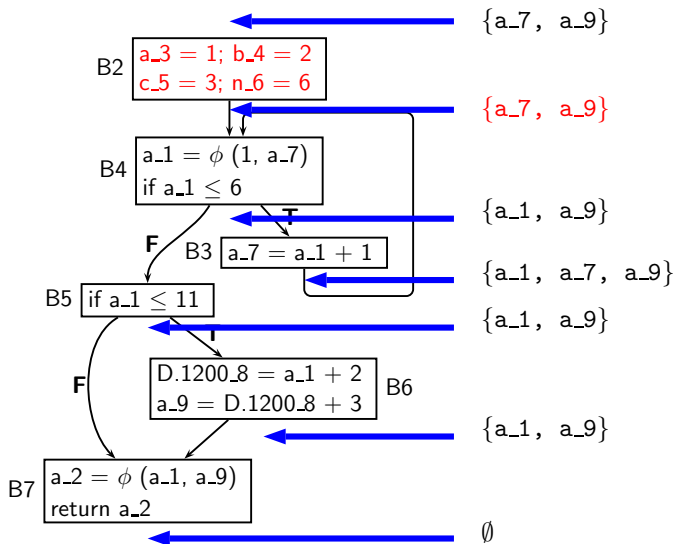 {a_7, a_9}
B2
a_3 = 1; b_4 = 2
c_5 = 3; n_6 = 6
{a_7, a_9}
B4
a_1 = ϕ (1, a_7)
if a_1 ≤ 6
{a_1, a_9}
T
F
B3
a_7 = a_1 + 1
{a_1, a_7, a_9}
B5
if a_1 ≤ 11
{a_1, a_9}
T
F
D.1200_8 = a_1 + 2
a_9 = D.1200_8 + 3
B6
{a_1, a_9}
B7
a_2 = ϕ (a_1, a_9)
return a_2
∅